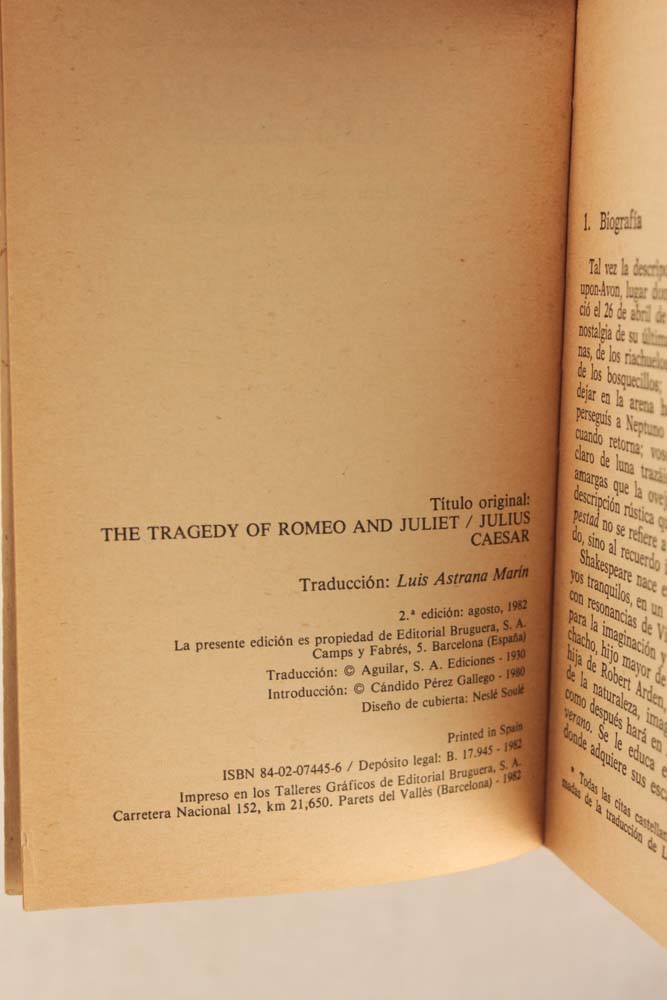 Título original:
THE TRAGEDY OF ROMEO AND JULIET / JULIUS
CAESAR
Traducción: Luis Astrana Marín
2.ª edición: agosto, 1982
La presente edición es propiedad de Editorial Bruguera, S. A.
Camps y Fabrés, 5. Barcelona (España)
Traducción: © Aguilar, S. A. Ediciones - 1930
Introducción: © Cándido Pérez Gallego - 1980
Diseño de cubierta: Neslé Soulé
Printed in Spain
ISBN 84-02-07445-6 / Depósito legal: B. 17.945 - 1982
Impreso en los Talleres Gráficos de Editorial Bruguera, S. A.
Carretera Nacional 152, km 21,650. Parets del Vallès (Barcelona) - 1982
1. Biografía
Tal vez la
upon-Avon, lugar
ció el 26 de abril de
nostalgia de su
nas, de los riachuelos
de los bosquecillos;
dejar en la arena
perseguís a Neptuno
cuando retorna;
claro de luna
amargas que la
descripción rústica
pestad no se refiere a
do, sino al recuerdo
Shakespeare nace
yos tranquilos, en un
con resonancias de
para la imaginación y
chacho, hijo mayor de
hija de Robert Arden,
de la naturaleza,
como después hará en
verano. Se le educa
donde adquiere sus
* Todas las citas
madas de la traducción de